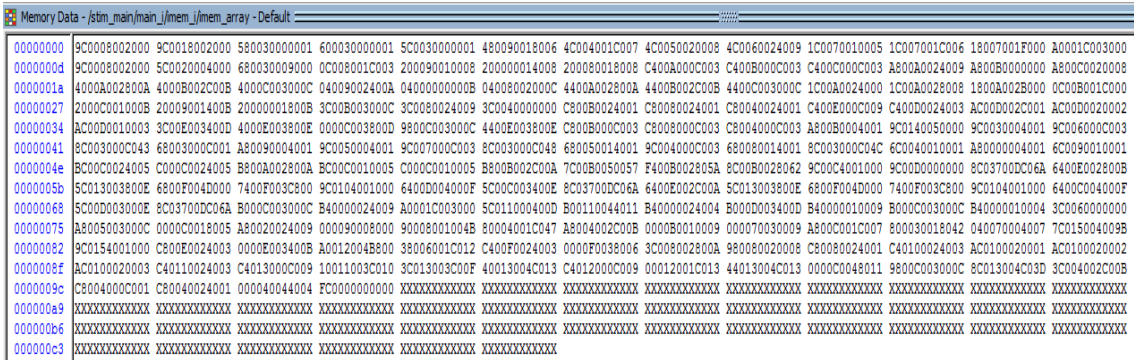 Memory Data - /stim_main/main_i/imem_i/imem_array - Default
00000000 9C0008002000 9C0018002000 580030000001 600030000001 5C0030000001 480090018006 4C004001C007 4C0050020008 4C0060024009 1C0070010005 1C007001C006 18007001F000 A0001C003000
0000000d 9C0008002000 5C0020004000 680030009000 0C008001C003 200090010008 200000014008 200080018008 C400A000C003 C400B000C003 C400C000C003 A800A0024009 A800B0000000 A800C0020008
0000001a 4000A002800A 4000B002C00B 4000C003000C 04009002400A 04000000000B 04008002000C 4400A002800A 4400B002C00B 4400C003000C 1C00A0024000 1C00A0028008 1800A002B000 0C00B001C000
00000027 2000C001000B 20009001400B 20000001800B 3C00B003000C 3C0080024009 3C0040000000 C800B0024001 C80080024001 C80040024001 C400E000C009 C400D0024003 AC00D002C001 AC00D0020002
00000034 AC00D0010003 3C00E003400D 4000E003800E 0000C003800D 9800C003000C 4400E003800E C800B000C003 C8008000C003 C8004000C003 A800B0004001 9C0140050000 9C0030004001 9C006000C003
00000041 8C003000C043 68003000C001 A80090004001 9C0050004001 9C007000C003 8C003000C048 680050014001 9C004000C003 680080014001 8C003000C04C 6C0040010001 A80000004001 6C0090010001
0000004e BC00C0024005 C000C0024005 B800A002800A BC00C0010005 C000C0010005 B800B002C00A 7C00B0050057 F400B002805A 8C00B0028062 9C00C4001000 9C00D0000000 8C03700DC06A 6400E002800B
0000005b 5C013003800E 6800F004D000 7400F003C800 9C0104001000 6400D004000F 5C00C003400E 8C03700DC06A 6400E002C00A 5C013003800E 6800F004D000 7400F003C800 9C0104001000 6400C004000F
00000068 5C00D003000E 8C03700DC06A B000C003000C B40000024009 A0001C003000 5C011000400D B00110044011 B40000024004 B000D003400D B40000010009 B000C003000C B40000010004 3C0060000000
00000075 A8005003000C 0000C0018005 A80020024009 000090008000 90008001004B 80004001C047 A8004002C00B 0000B0010009 000070030009 A800C001C007 800030018042 040070004007 7C015004009B
00000082 9C0154001000 C800E0024003 0000E003400B A0012004B800 38006001C012 C400F0024003 0000F0038006 3C008002800A 980080020008 C80080024001 C40100024003 AC0100020001 AC0100020002
0000008f AC0100020003 C40110024003 C4013000C009 10011003C010 3C013003C00F 40013004C013 C4012000C009 00012001C013 44013004C013 0000C0048011 9800C003000C 8C013004C03D 3C004002C00B
0000009c C8004000C001 C80040024001 000040044004 FC0000000000 XXXXXXXXXXXX XXXXXXXXXXXX XXXXXXXXXXXX XXXXXXXXXXXX XXXXXXXXXXXX XXXXXXXXXXXX XXXXXXXXXXXX XXXXXXXXXXXX XXXXXXXXXXXX
000000a9 XXXXXXXXXXXX XXXXXXXXXXXX XXXXXXXXXXXX XXXXXXXXXXXX XXXXXXXXXXXX XXXXXXXXXXXX XXXXXXXXXXXX XXXXXXXXXXXX XXXXXXXXXXXX XXXXXXXXXXXX XXXXXXXXXXXX XXXXXXXXXXXX XXXXXXXXXXXX
000000b6 XXXXXXXXXXXX XXXXXXXXXXXX XXXXXXXXXXXX XXXXXXXXXXXX XXXXXXXXXXXX XXXXXXXXXXXX XXXXXXXXXXXX XXXXXXXXXXXX XXXXXXXXXXXX XXXXXXXXXXXX XXXXXXXXXXXX XXXXXXXXXXXX XXXXXXXXXXXX
000000c3 XXXXXXXXXXXX XXXXXXXXXXXX XXXXXXXXXXXX XXXXXXXXXXXX XXXXXXXXXXXX XXXXXXXXXXXX